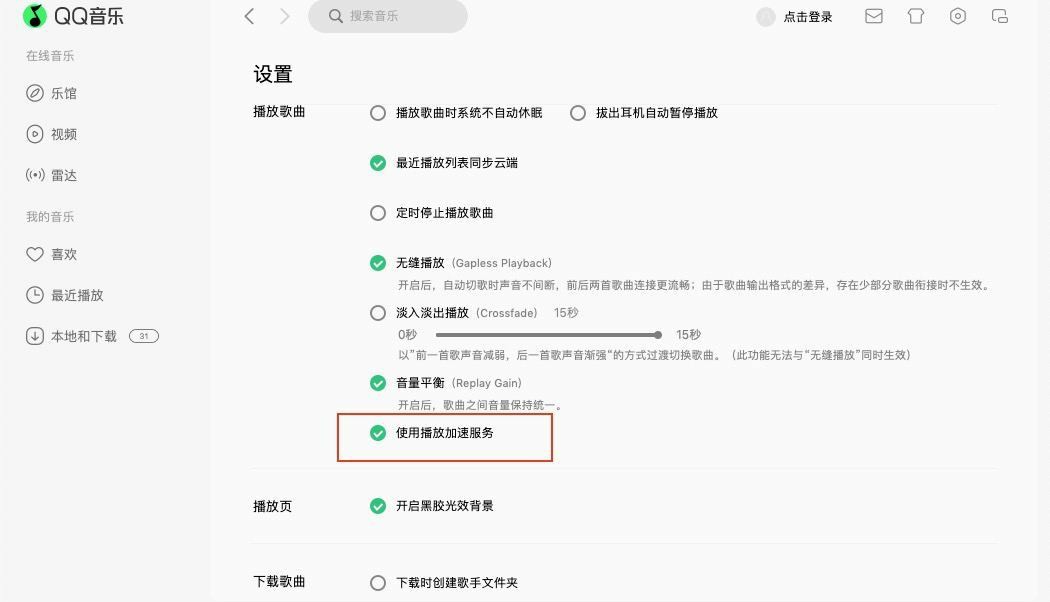 QQ音乐
搜索音乐
点击登录
在线音乐
乐馆
视频
雷达
我的音乐
喜欢
最近播放
本地和下载 31
设置
播放歌曲
播放歌曲时系统不自动休眠 拔出耳机自动暂停播放
最近播放列表同步云端
定时停止播放歌曲
无缝播放（Gapless Playback）
开启后，自动切歌时声音不间断，前后两首歌曲连接更流畅；由于歌曲输出格式的差异，存在少部分歌曲衔接时不生效。
淡入淡出播放（Crossfade） 15秒
0秒 15秒
以”前一首歌声音减弱，后一首歌声音渐强“的方式过渡切换歌曲。（此功能无法与“无缝播放”同时生效）
音量平衡（Replay Gain）
开启后，歌曲之间音量保持统一。
使用播放加速服务
播放页 开启黑胶光效背景
下载歌曲 下载时创建歌手文件夹